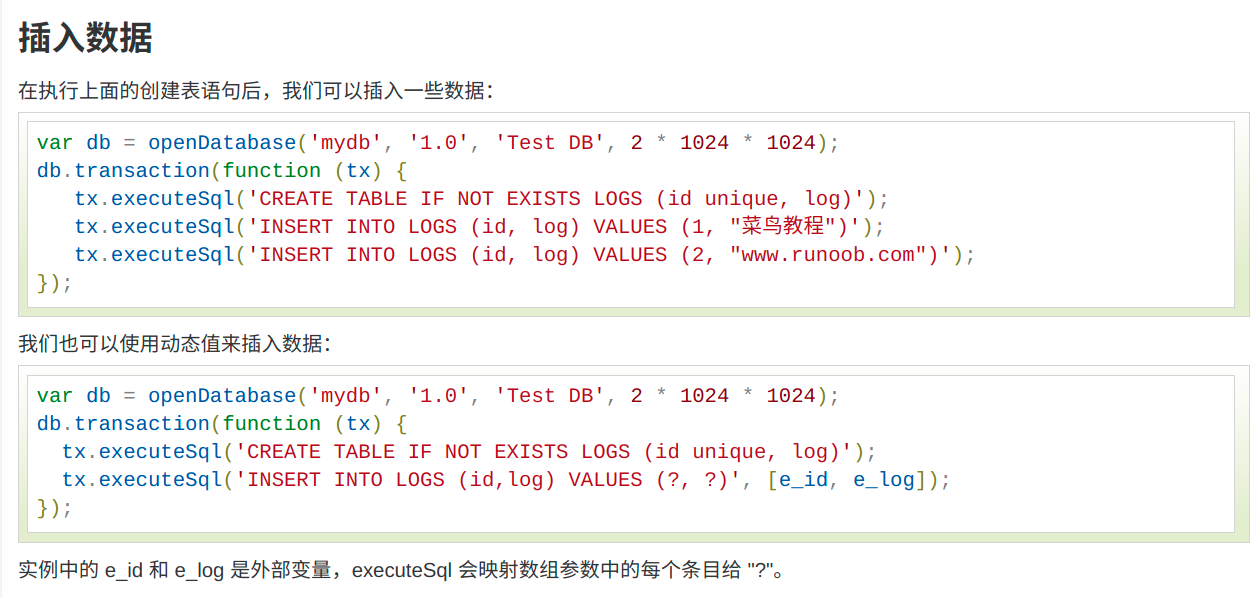 插入数据
在执行上面的创建表语句后，我们可以插入一些数据：
var db = openDatabase('mydb', '1.0', 'Test DB', 2 * 1024 * 1024);
db.transaction(function (tx) {
   tx.executeSql('CREATE TABLE IF NOT EXISTS LOGS (id unique, log)');
   tx.executeSql('INSERT INTO LOGS (id, log) VALUES (1, "菜鸟教程")');
   tx.executeSql('INSERT INTO LOGS (id, log) VALUES (2, "www.runoob.com")');
});
我们也可以使用动态值来插入数据：
var db = openDatabase('mydb', '1.0', 'Test DB', 2 * 1024 * 1024);
db.transaction(function (tx) {
  tx.executeSql('CREATE TABLE IF NOT EXISTS LOGS (id unique, log)');
  tx.executeSql('INSERT INTO LOGS (id,log) VALUES (?, ?)', [e_id, e_log]);
});
实例中的 e_id 和 e_log 是外部变量，executeSql 会映射数组参数中的每个条目给 "?"。